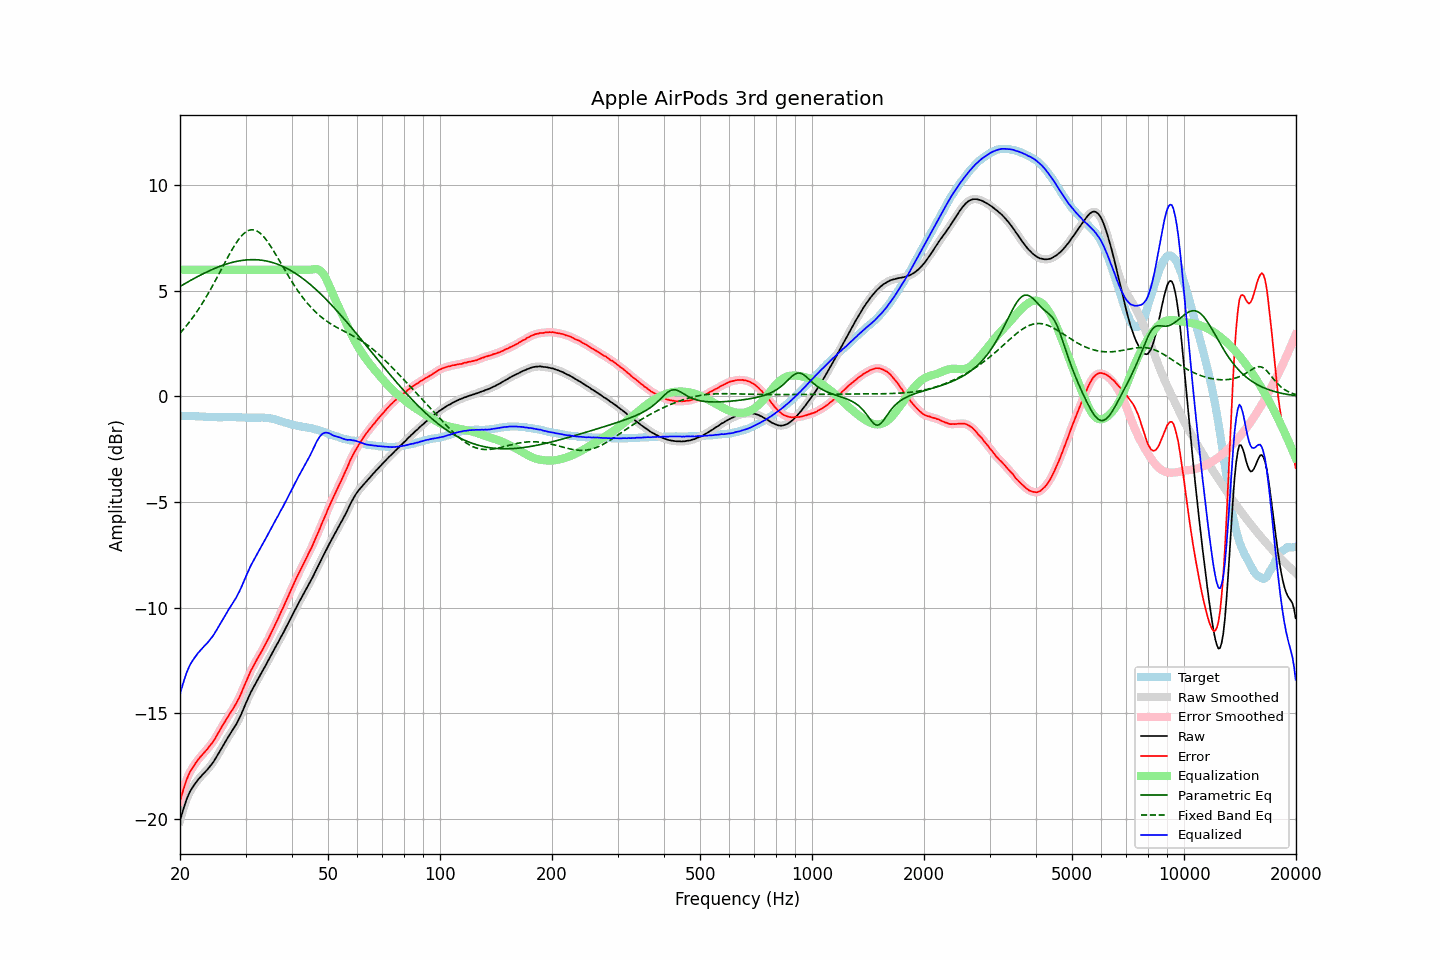 Apple AirPods 3rd generation
Amplitude (dBr)
10
5
0
−5
−10
−15
−20
Target
Raw Smoothed
Error Smoothed
Raw
Error
Equalization
Parametric Eq
Fixed Band Eq
Equalized
20 50 100 200 500 1000 2000 5000 10000 20000
Frequency (Hz)